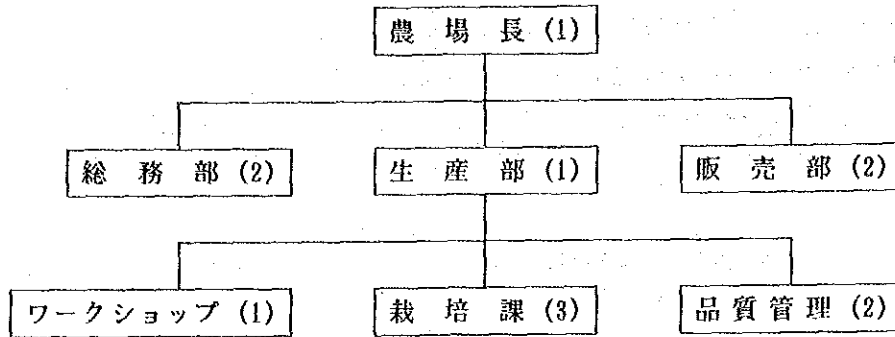 農場長 (1)
総務部 (2) 生産部 (1) 販売部 (2)
ワークショップ (1) 栽培課 (3) 品質管理 (2)